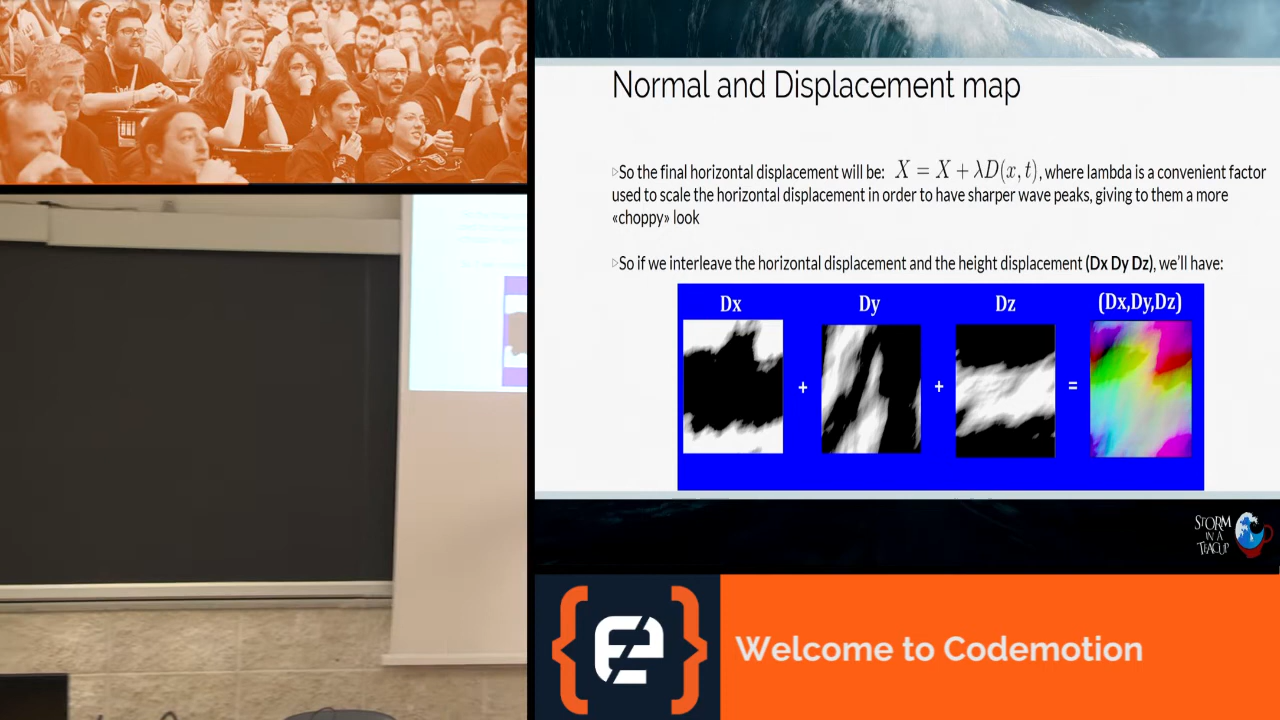 Normal and Displacement map
▷So the final horizontal displacement will be: X = X + λD(x, t), where lambda is a convenient factor
used to scale the horizontal displacement in order to have sharper wave peaks, giving to them a more
«choppy» look
▷So if we interleave the horizontal displacement and the height displacement (Dx Dy Dz), we'll have:
Dx Dy Dz (Dx,Dy,Dz)
+ + =
STORM
IN A
TEACUP
Welcome to Codemotion